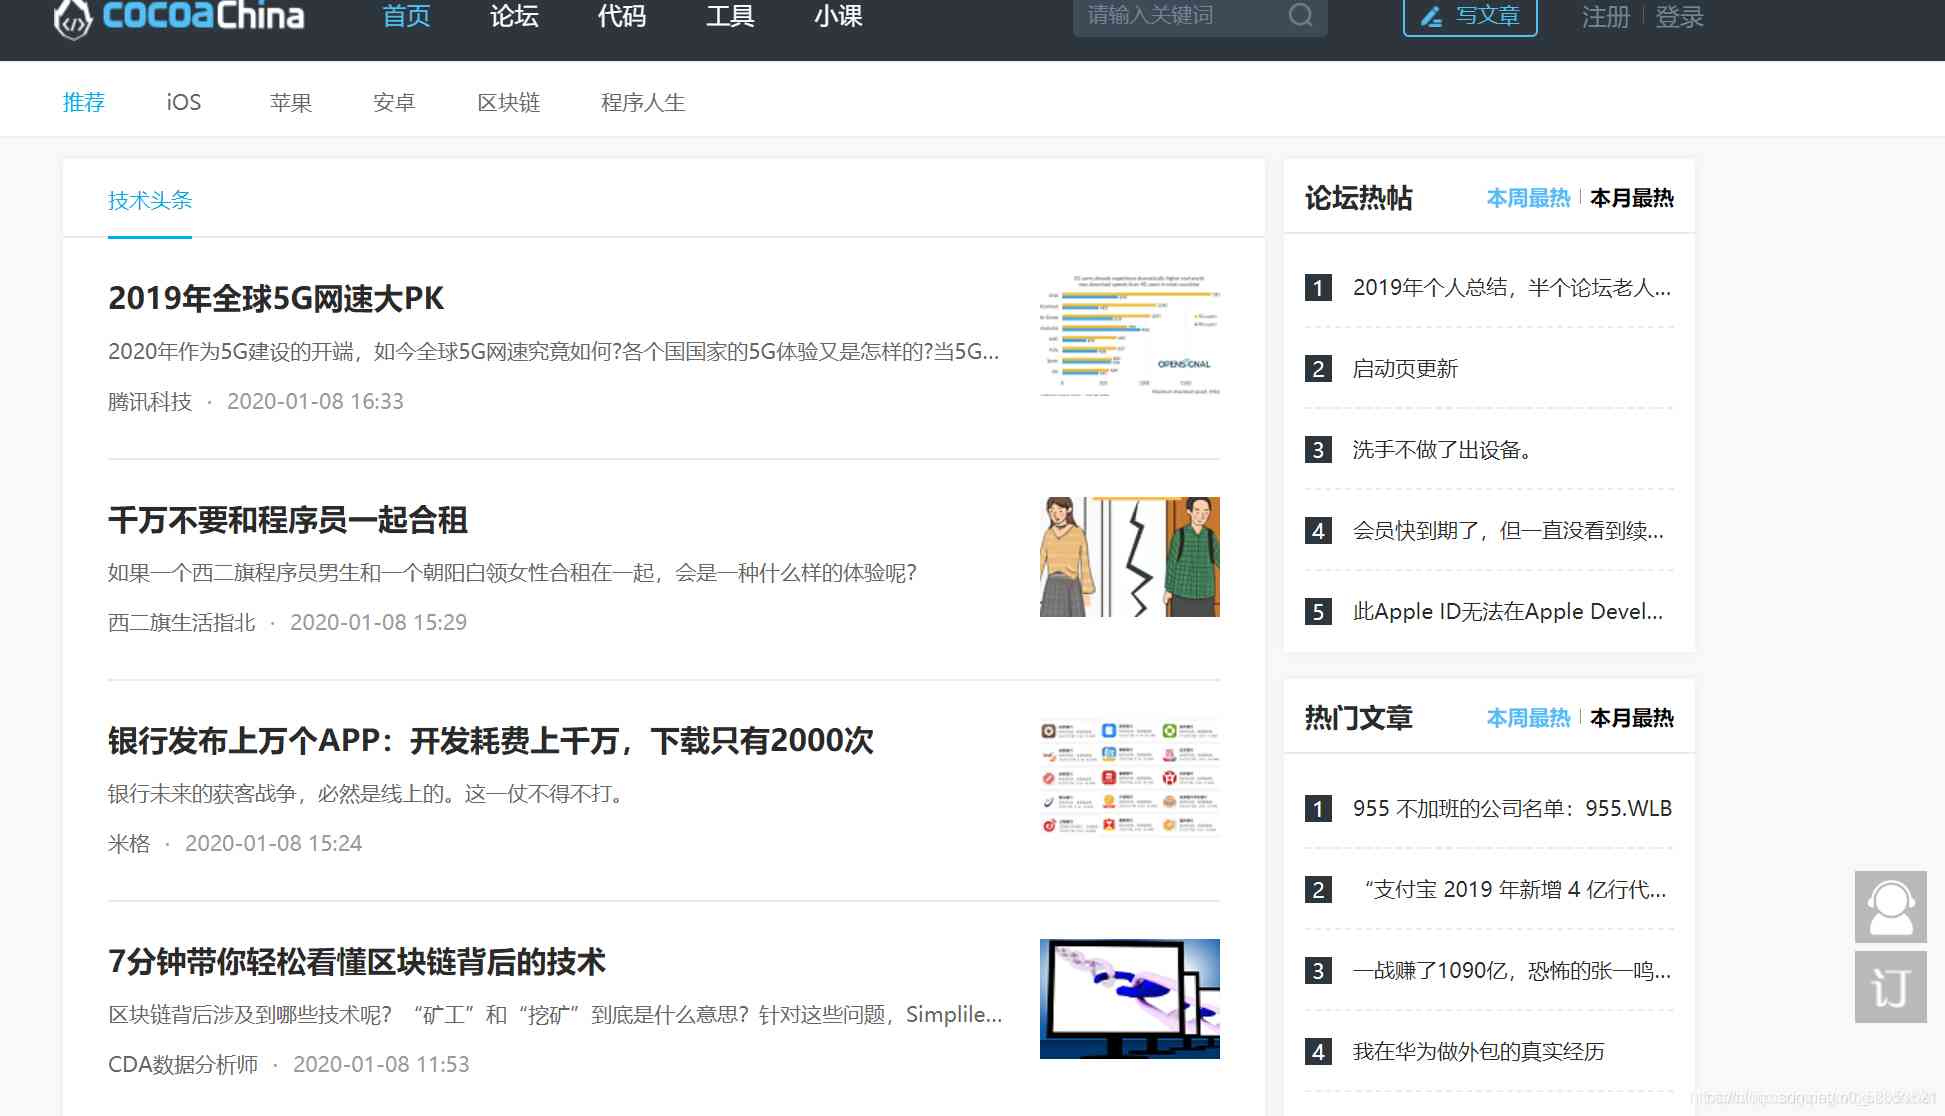 cocoaChina
首页 论坛 代码 工具 小课
请输入关键词
写文章
注册 | 登录
推荐 iOS 苹果 安卓 区块链 程序人生
技术头条
2019年全球5G网速大PK
2020年作为5G建设的开端，如今全球5G网速究竟如何?各个国国家的5G体验又是怎样的?当5G...
腾讯科技 · 2020-01-08 16:33
OPENSIGNAL
千万不要和程序员一起合租
如果一个西二旗程序员男生和一个朝阳白领女性合租在一起，会是一种什么样的体验呢？
西二旗生活指北 · 2020-01-08 15:29
银行发布上万个APP：开发耗费上千万，下载只有2000次
银行未来的获客战争，必然是线上的。这一仗不得不打。
米格 · 2020-01-08 15:24
7分钟带你轻松看懂区块链背后的技术
区块链背后涉及到哪些技术呢？“矿工”和“挖矿”到底是什么意思？针对这些问题，Simplile...
CDA数据分析师 · 2020-01-08 11:53
论坛热帖 本周最热 | 本月最热
1 2019年个人总结，半个论坛老人...
2 启动页更新
3 洗手不做了出设备。
4 会员快到期了，但一直没看到续...
5 此Apple ID无法在Apple Devel...
热门文章 本周最热 | 本月最热
1 955 不加班的公司名单：955.WLB
2 “支付宝 2019 年新增 4 亿行代...
3 一战赚了1090亿，恐怖的张一鸣...
4 我在华为做外包的真实经历
订